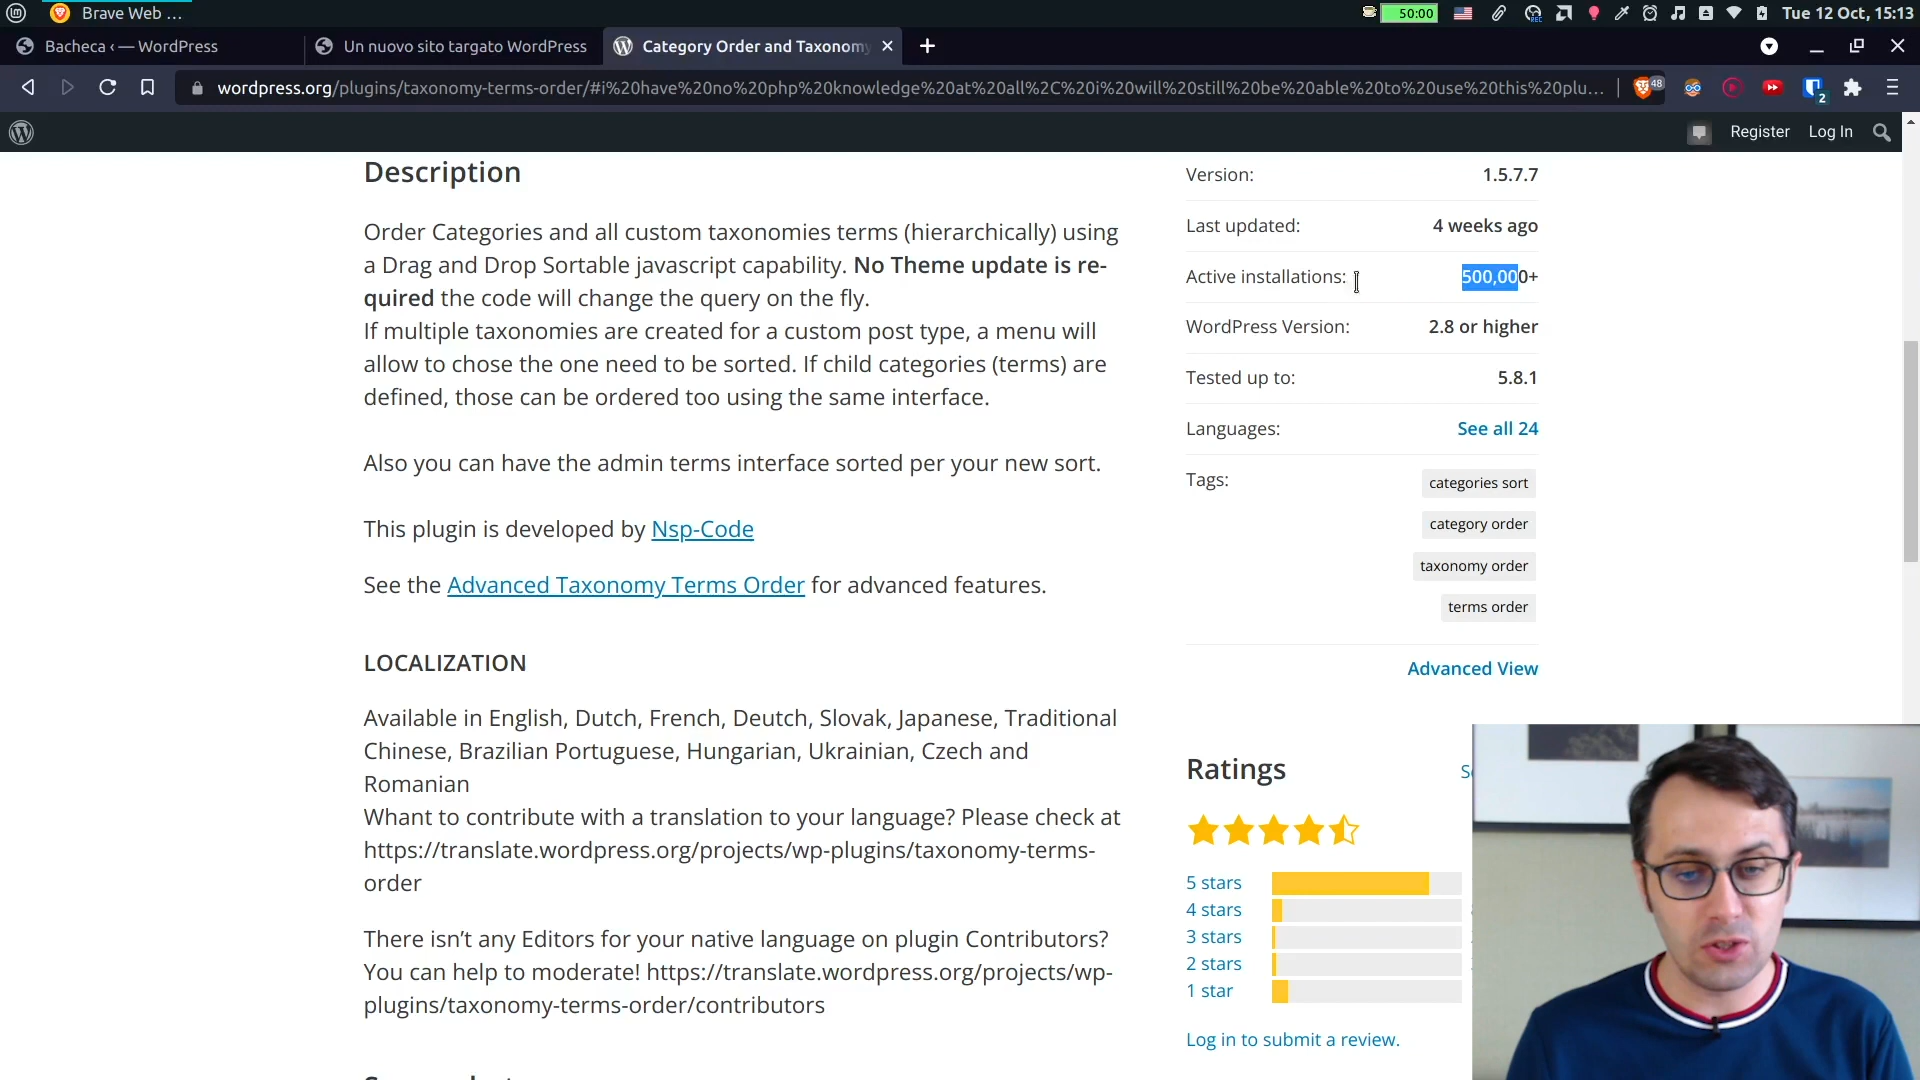 Brave Web ...
50:00
REC
Tue 12 Oct, 15:13
Bacheca ‹ — WordPress
Un nuovo sito targato WordPress
Category Order and Taxonomy
wordpress.org/plugins/taxonomy-terms-order/#i%20have%20no%20php%20knowledge%20at%20all%2C%20i%20will%20still%20be%20able%20to%20use%20this%20plu...
48
2
Register
Log In
Description
Order Categories and all custom taxonomies terms (hierarchically) using
a Drag and Drop Sortable javascript capability. No Theme update is re-
quired the code will change the query on the fly.
If multiple taxonomies are created for a custom post type, a menu will
allow to chose the one need to be sorted. If child categories (terms) are
defined, those can be ordered too using the same interface.
Also you can have the admin terms interface sorted per your new sort.
This plugin is developed by Nsp-Code
See the Advanced Taxonomy Terms Order for advanced features.
LOCALIZATION
Available in English, Dutch, French, Deutch, Slovak, Japanese, Traditional
Chinese, Brazilian Portuguese, Hungarian, Ukrainian, Czech and
Romanian
Whant to contribute with a translation to your language? Please check at
https://translate.wordpress.org/projects/wp-plugins/taxonomy-terms-
order
There isn't any Editors for your native language on plugin Contributors?
You can help to moderate! https://translate.wordpress.org/projects/wp-
plugins/taxonomy-terms-order/contributors
Version: 1.5.7.7
Last updated: 4 weeks ago
Active installations: 500,000+
WordPress Version: 2.8 or higher
Tested up to: 5.8.1
Languages: See all 24
Tags: categories sort
category order
taxonomy order
terms order
Advanced View
Ratings
5 stars
4 stars
3 stars
2 stars
1 star
Log in to submit a review.